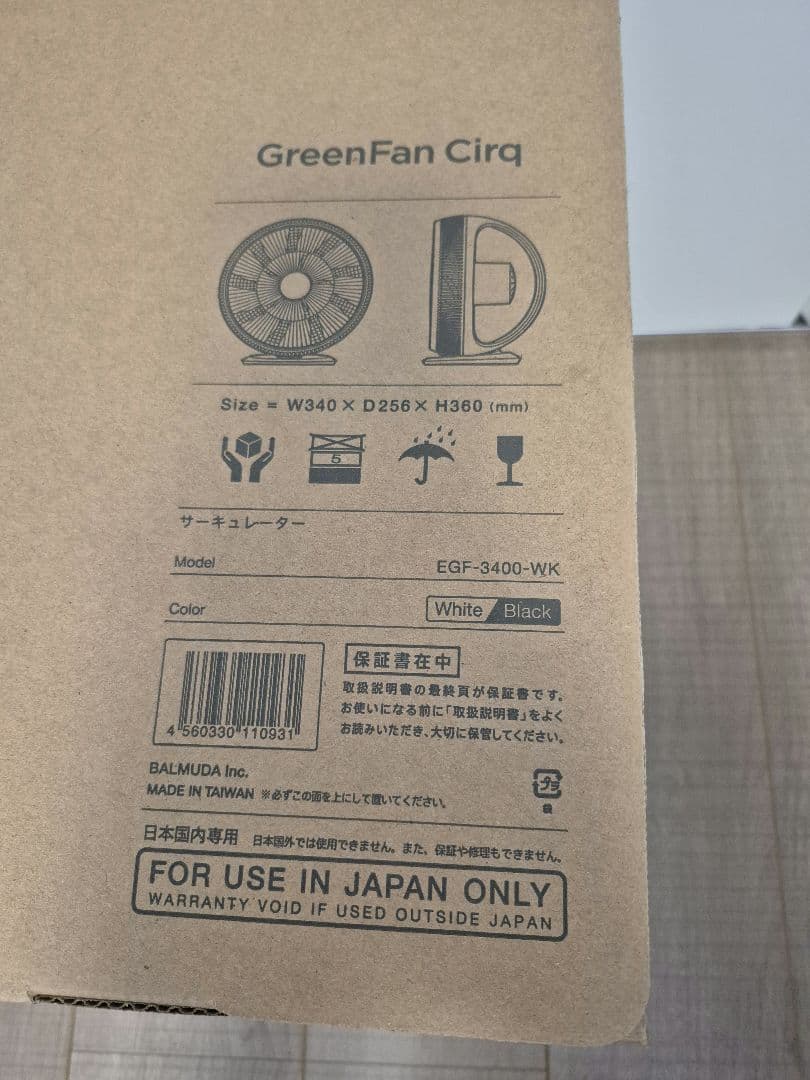 GreenFan Cirq
Size = W340 × D256 × H360 (mm)
5
サーキュレーター
Model EGF-3400-WK
Color White Black
4 560330 110931
保証書在中
取扱説明書の最終頁が保証書です。
お使いになる前に「取扱説明書」をよく
お読みいただき、大切に保管してください。
BALMUDA Inc.
MADE IN TAIWAN ※必ずこの面を上にして置いてください。
プラ
袋
日本国内専用 日本国外では使用できません。また、保証や修理もできません。
FOR USE IN JAPAN ONLY
WARRANTY VOID IF USED OUTSIDE JAPAN